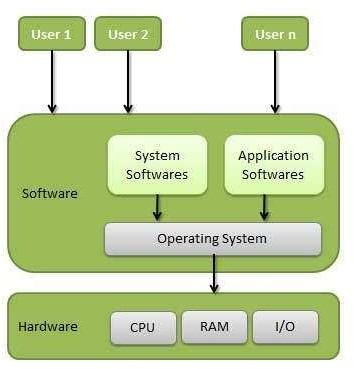 User 1
User 2
User n
System
Softwares
Application
Softwares
Software
Operating System
Hardware
CPU
RAM
I/O